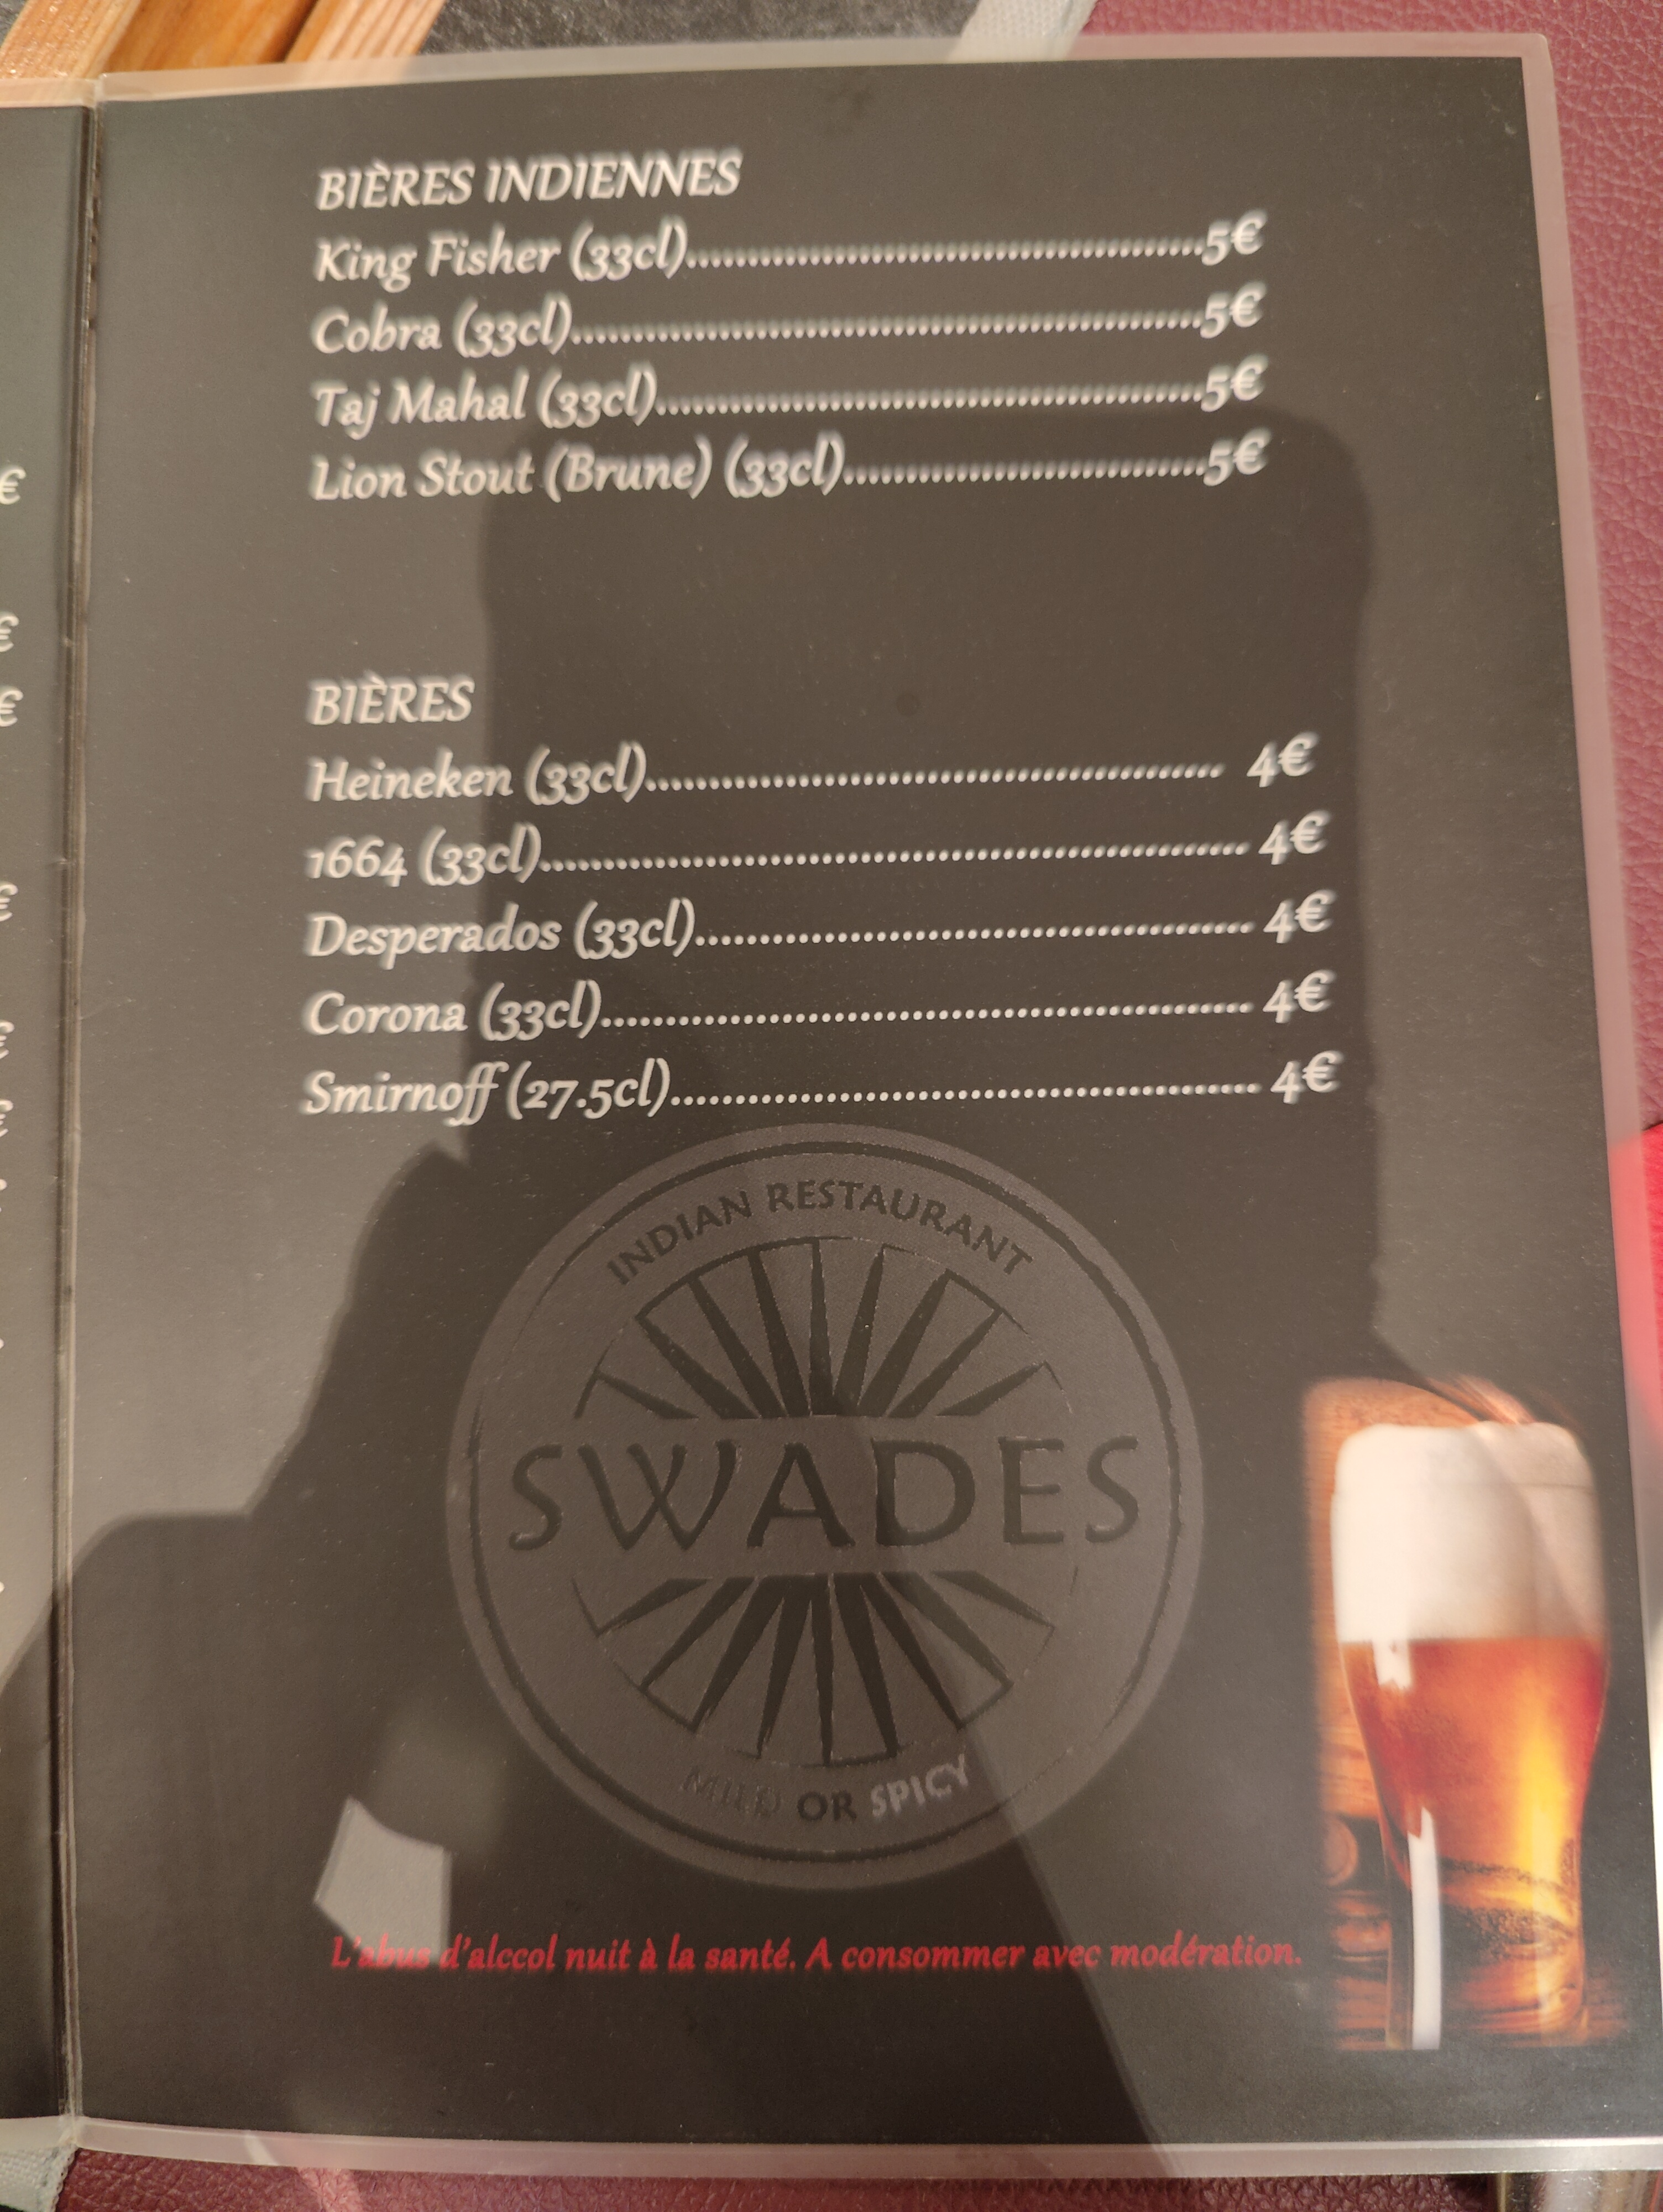 BIÈRES INDIENNES
King Fisher (33cl)..........................................5€
Cobra (33cl)....................................................5€
Taj Mahal (33cl).............................................5€
Lion Stout (Brune) (33cl).............................5€
BIÈRES
Heineken (33cl)............................................. 4€
1664 (33cl)....................................................... 4€
Desperados (33cl)........................................... 4€
Corona (33cl).................................................. 4€
Smirnoff (27.5cl)............................................. 4€
INDIAN RESTAURANT
SWADES
MILD OR SPICY
L'abus d'alccol nuit à la santé. A consommer avec modération.
€
€
€
€
€
€